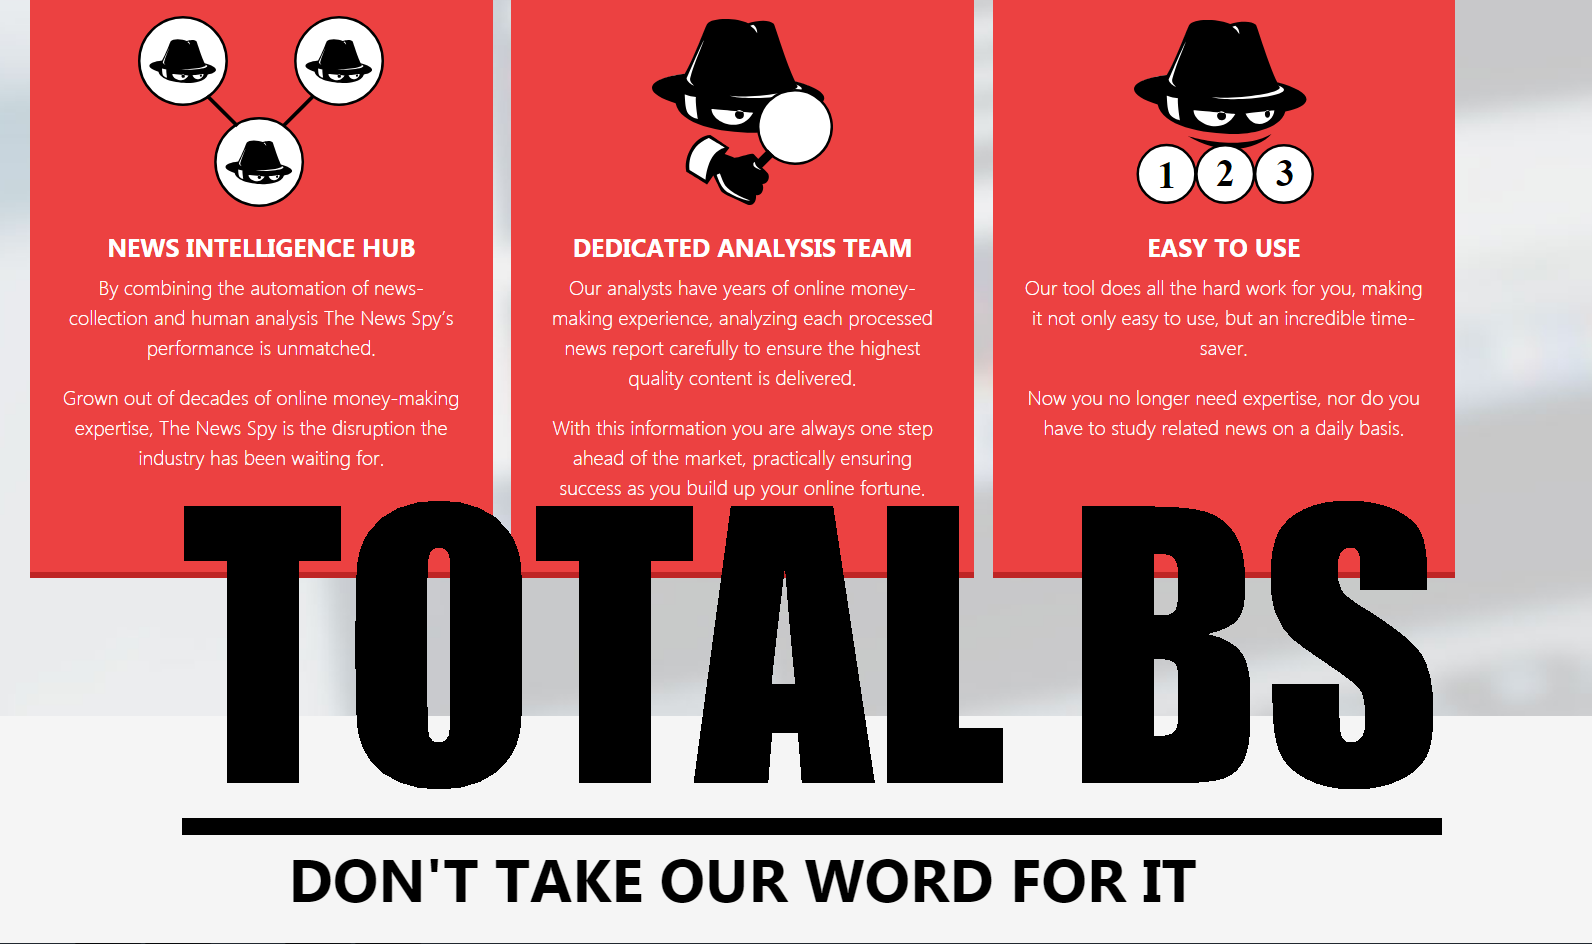 1 2 3
NEWS INTELLIGENCE HUB
By combining the automation of news-
collection and human analysis The News Spy's
performance is unmatched.
Grown out of decades of online money-making
expertise, The News Spy is the disruption the
industry has been waiting for.
DEDICATED ANALYSIS TEAM
Our analysts have years of online money-
making experience, analyzing each processed
news report carefully to ensure the highest
quality content is delivered.
With this information you are always one step
ahead of the market, practically ensuring
success as you build up your online fortune.
EASY TO USE
Our tool does all the hard work for you, making
it not only easy to use, but an incredible time-
saver.
Now you no longer need expertise, nor do you
have to study related news on a daily basis.
TOTAL BS
DON'T TAKE OUR WORD FOR IT